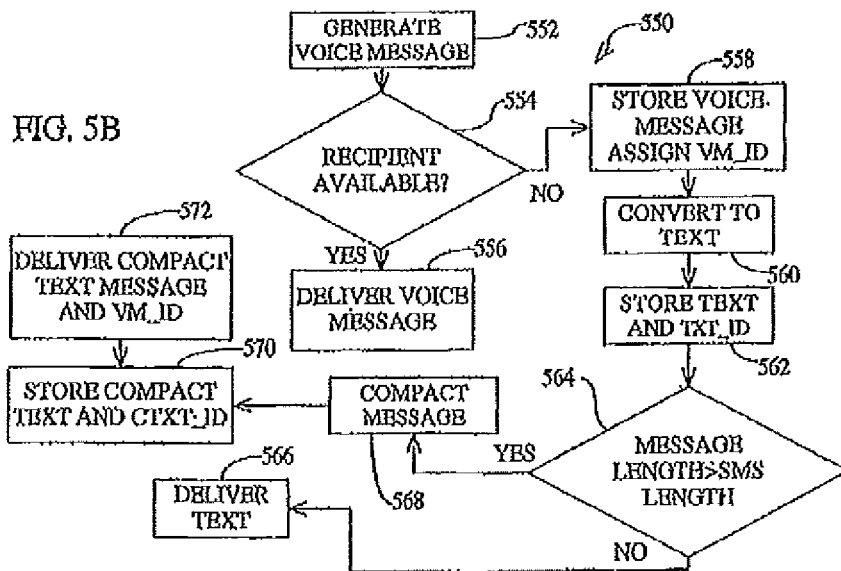 GENERATE
VOICE MESSAGE
552
550
FIG. 5B
554
RECIPIENT
AVAILABLE?
NO
YES
558
STORE VOICE
MESSAGE
ASSIGN VM_ID
CONVERT TO
TEXT
560
572
DELIVER COMPACT
TEXT MESSAGE
AND VM_ID
556
DELIVER VOICE
MESSAGE
STORE TEXT
AND TXT_ID
562
570
STORE COMPACT
TEXT AND CTXT_ID
COMPACT
MESSAGE
568
564
MESSAGE
LENGTH>SMS
LENGTH
YES
NO
566
DELIVER
TEXT